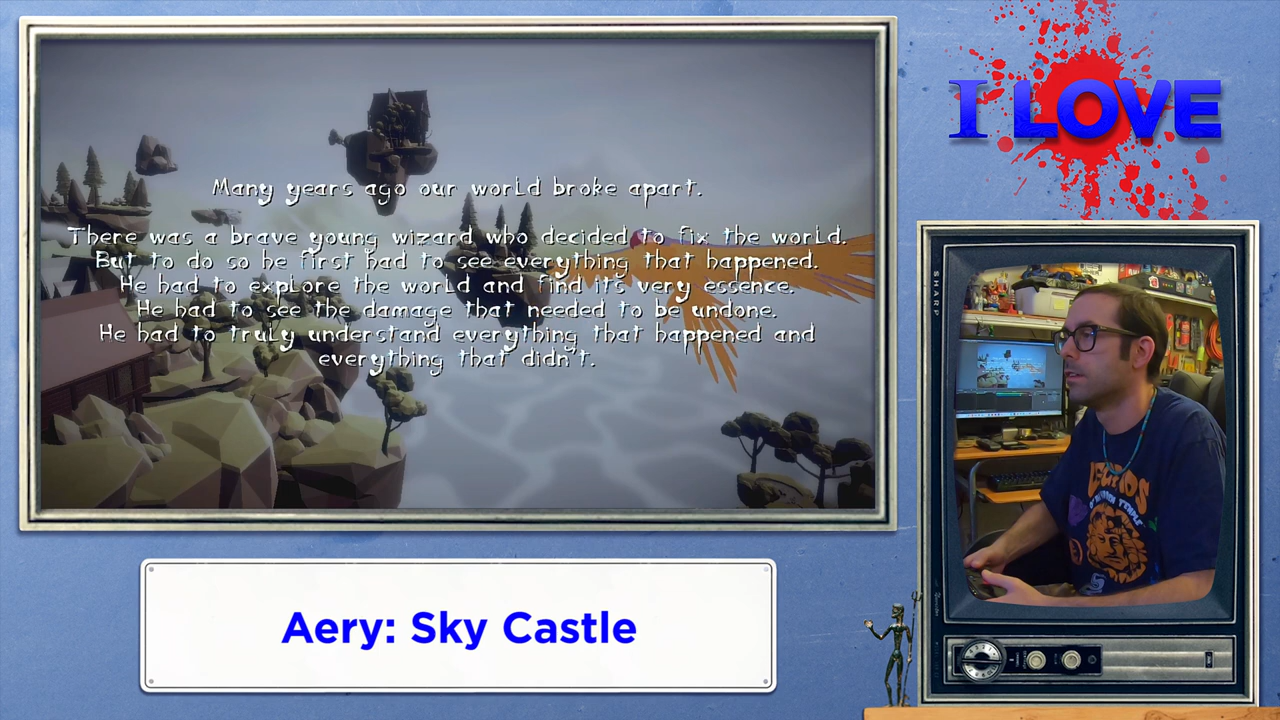 I LOVE
Many years ago our world broke apart.
There was a brave young wizard who decided to fix the world.
But to do so he first had to see everything that happened.
He had to explore the world and find it's very essence.
He had to see the damage that needed to be undone.
He had to truly understand everything that happened and
everything that didn't.
SHARP
LEGENDS
Aery: Sky Castle